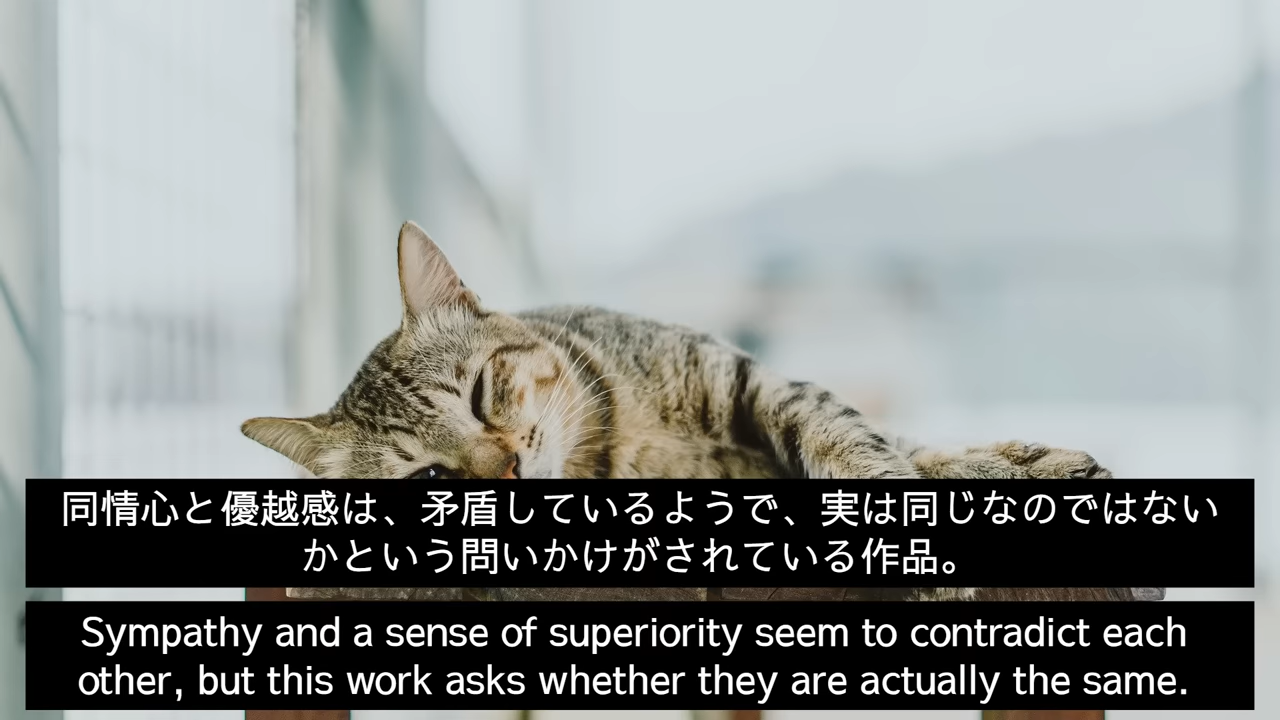 同情心と優越感は、矛盾しているようで、実は同じなのではない
かという問いかけがされている作品。
Sympathy and a sense of superiority seem to contradict each
other, but this work asks whether they are actually the same.